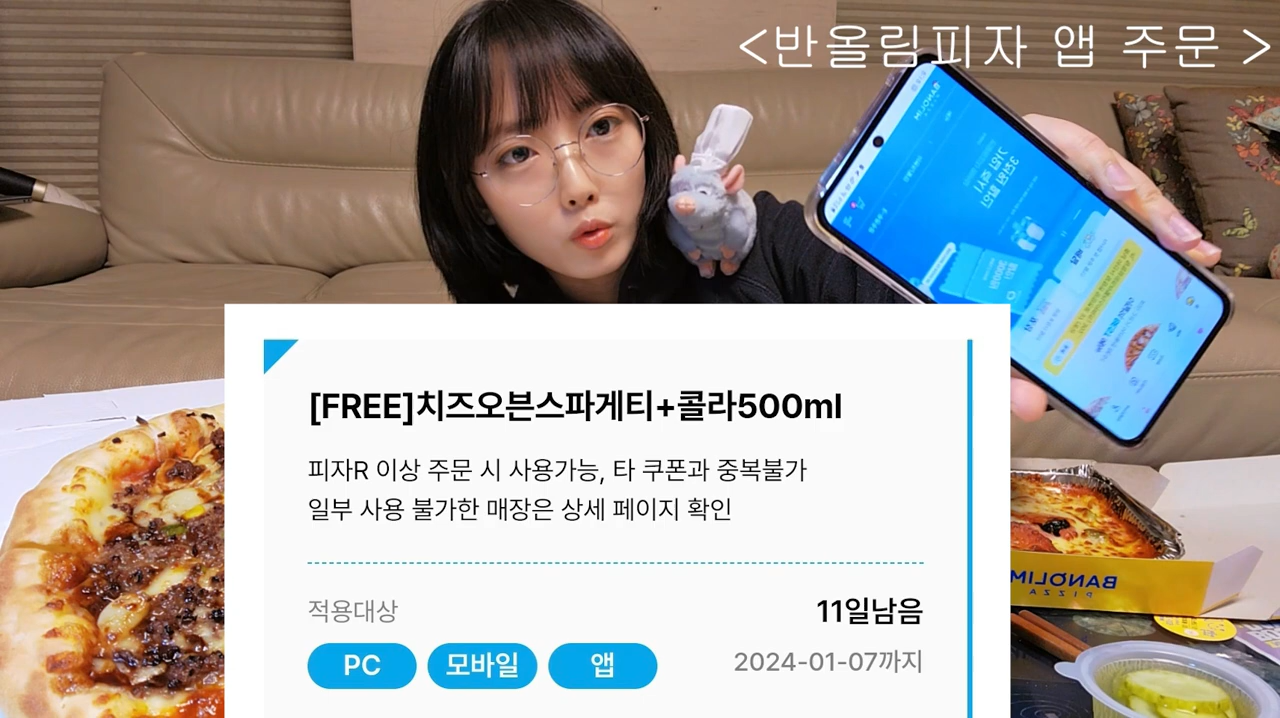 <반올림피자 앱 주문 >
[FREE]치즈오븐스파게티+콜라500ml
피자R 이상 주문 시 사용가능, 타 쿠폰과 중복불가
일부 사용 불가한 매장은 상세 페이지 확인
적용대상
11일남음
PC 모바일 앱
2024-01-07까지
BANOLIM
PIZZA